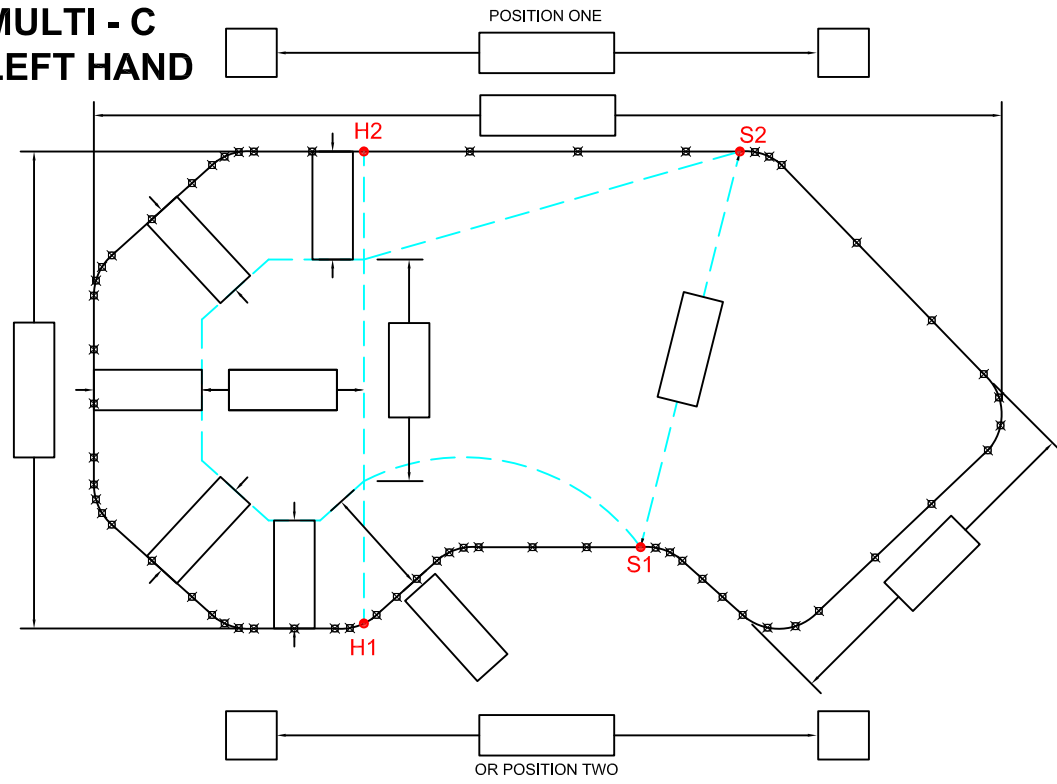 MULTI - C
LEFT HAND
POSITION ONE
H2
S2
S1
H1
OR POSITION TWO